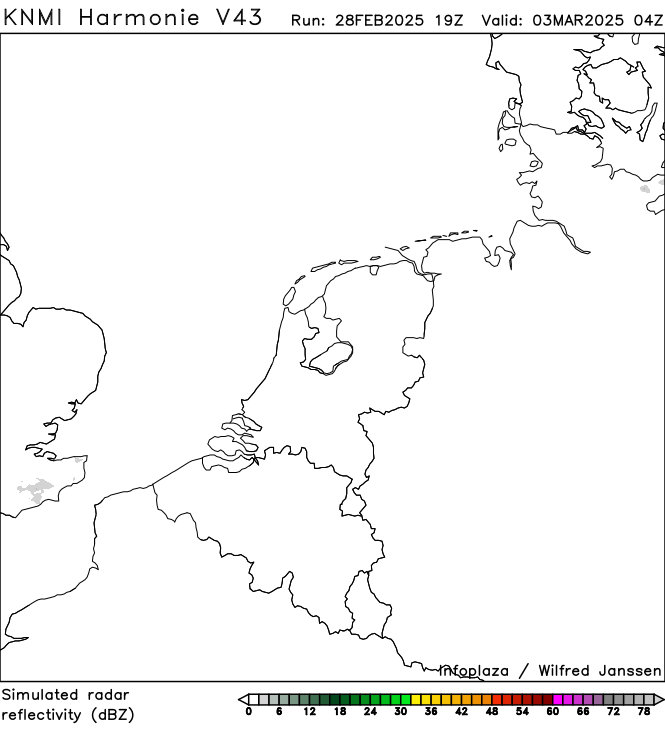 KNMI Harmonie V43 Run: 28FEB2025 19Z Valid: 03MAR2025 04Z
infoplaza / Wilfred Janssen
Simulated radar
reflectivity (dBZ)
0 6 12 18 24 30 36 42 48 54 60 66 72 78